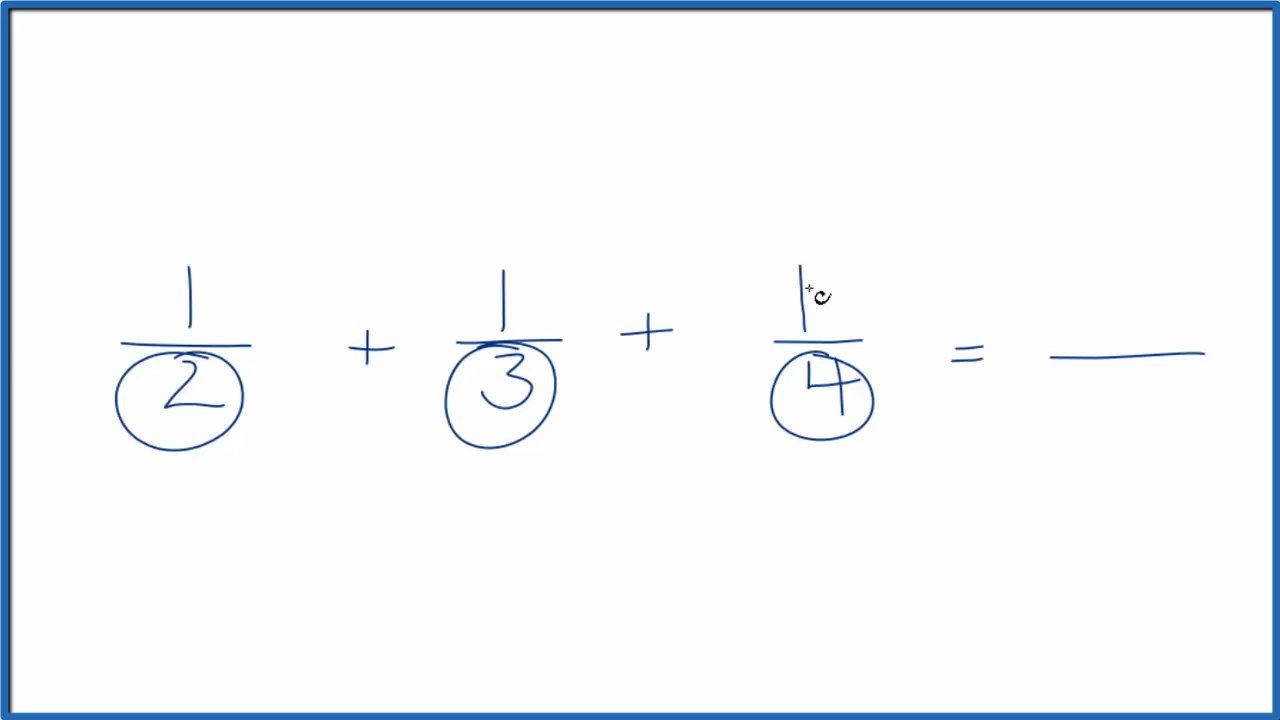 1/2 + 1/3 + 1/4 = ___